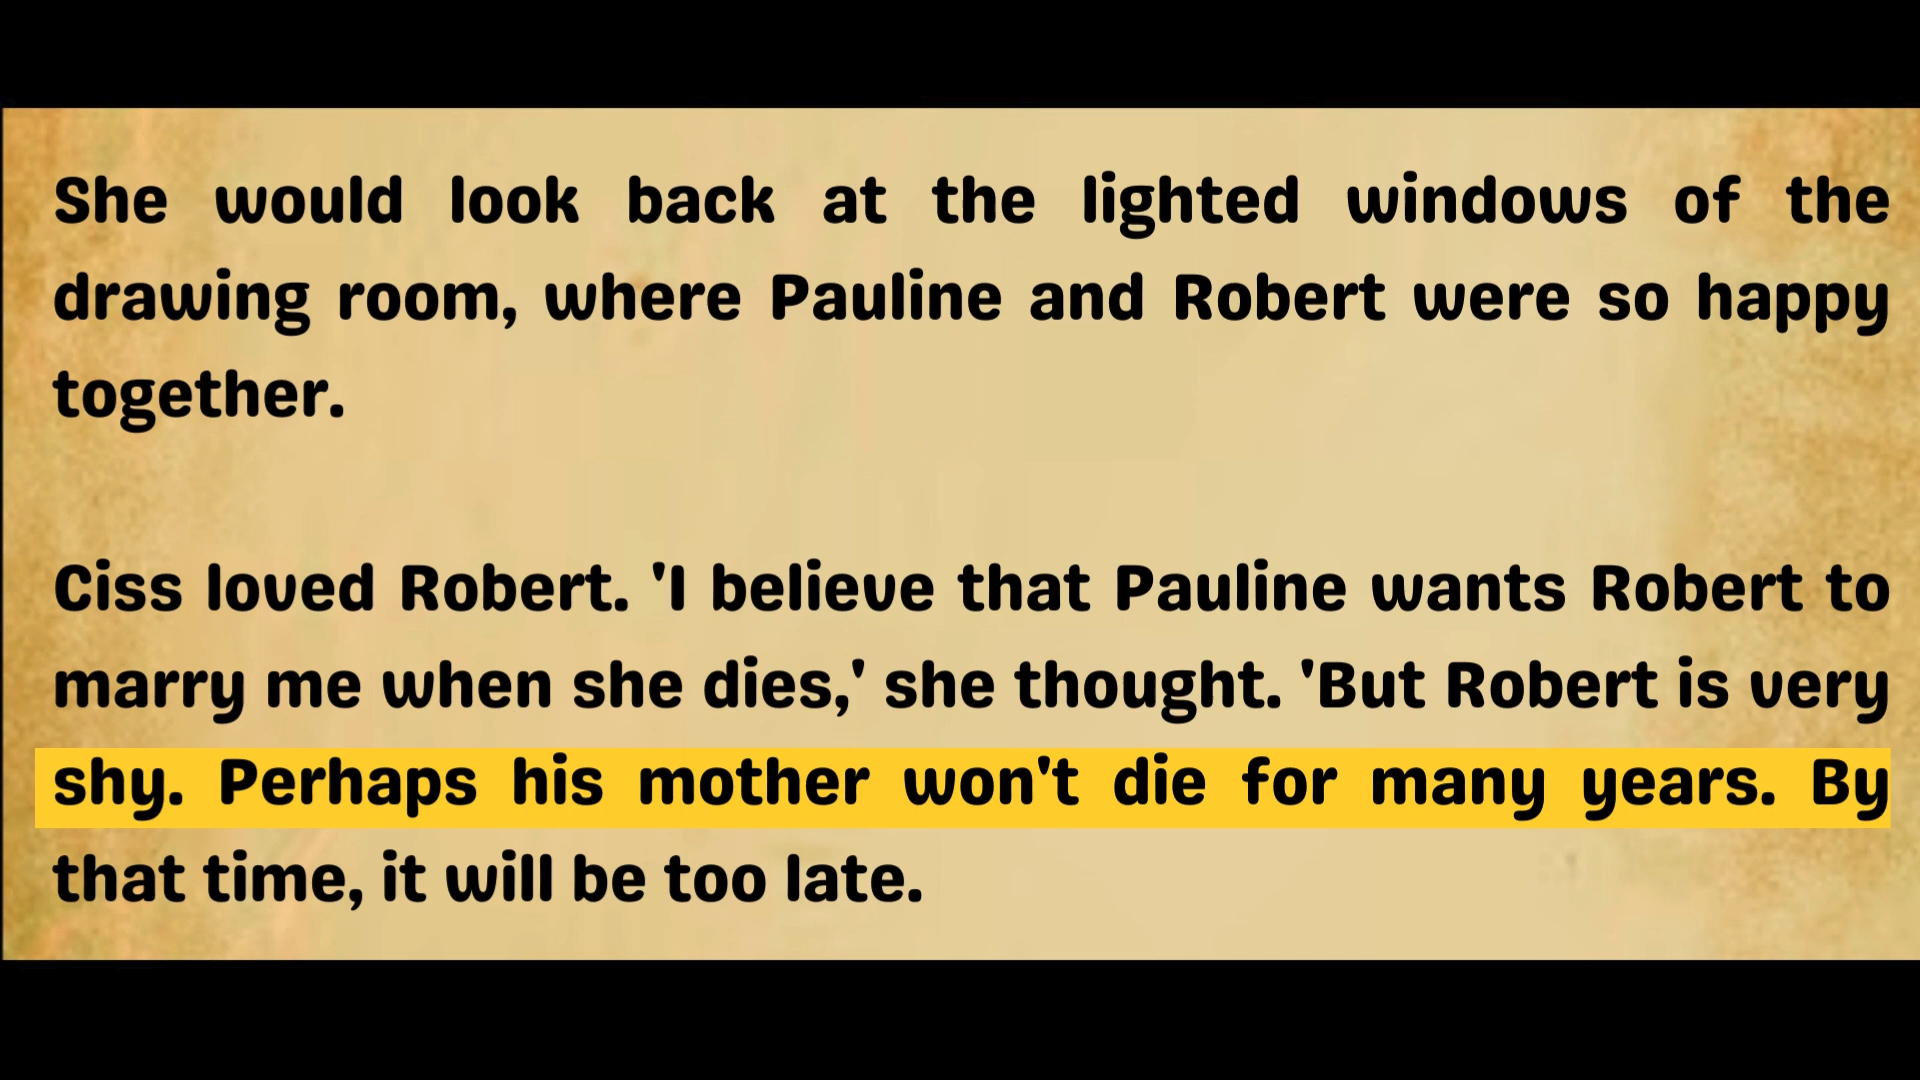 She would look back at the lighted windows of the
drawing room, where Pauline and Robert were so happy
together.
Ciss loved Robert. 'I believe that Pauline wants Robert to
marry me when she dies,' she thought. 'But Robert is very
shy. Perhaps his mother won't die for many years. By
that time, it will be too late.